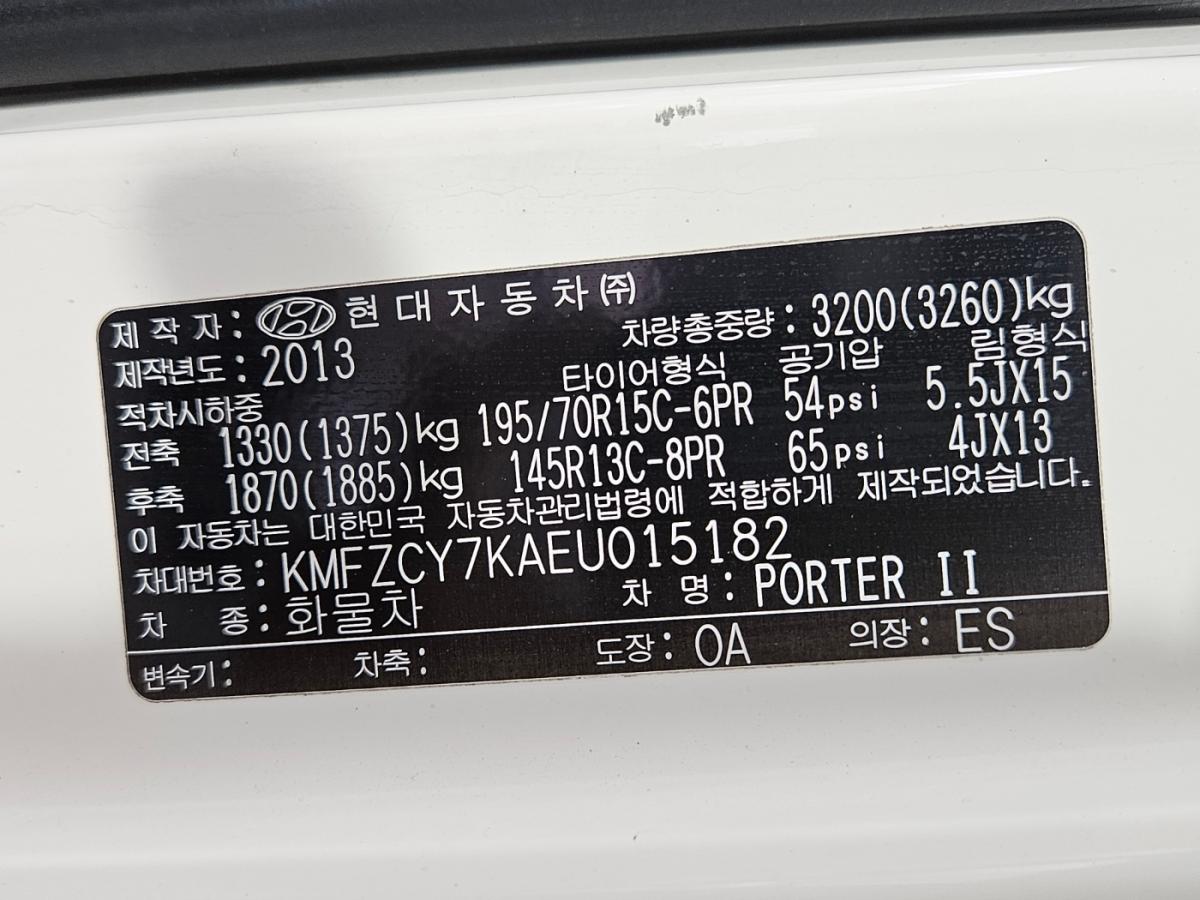 제 작 자 : 현 대 자 동 차 ㈜
제작년도 : 2013 차량총중량 : 3200(3260)kg
적차시하중 타이어형식 공기압 림형식
전축 1330(1375)kg 195/70R15C-6PR 54psi 5.5JX15
후축 1870(1885)kg 145R13C-8PR 65psi 4JX13
이 자동차는 대한민국 자동차관리법령에 적합하게 제작되었습니다.
차대번호 : KMFZCY7KAEU015182
차 종 : 화물차 차 명 : PORTER II
변속기 : 차축 : 도장 : OA 의장 : ES